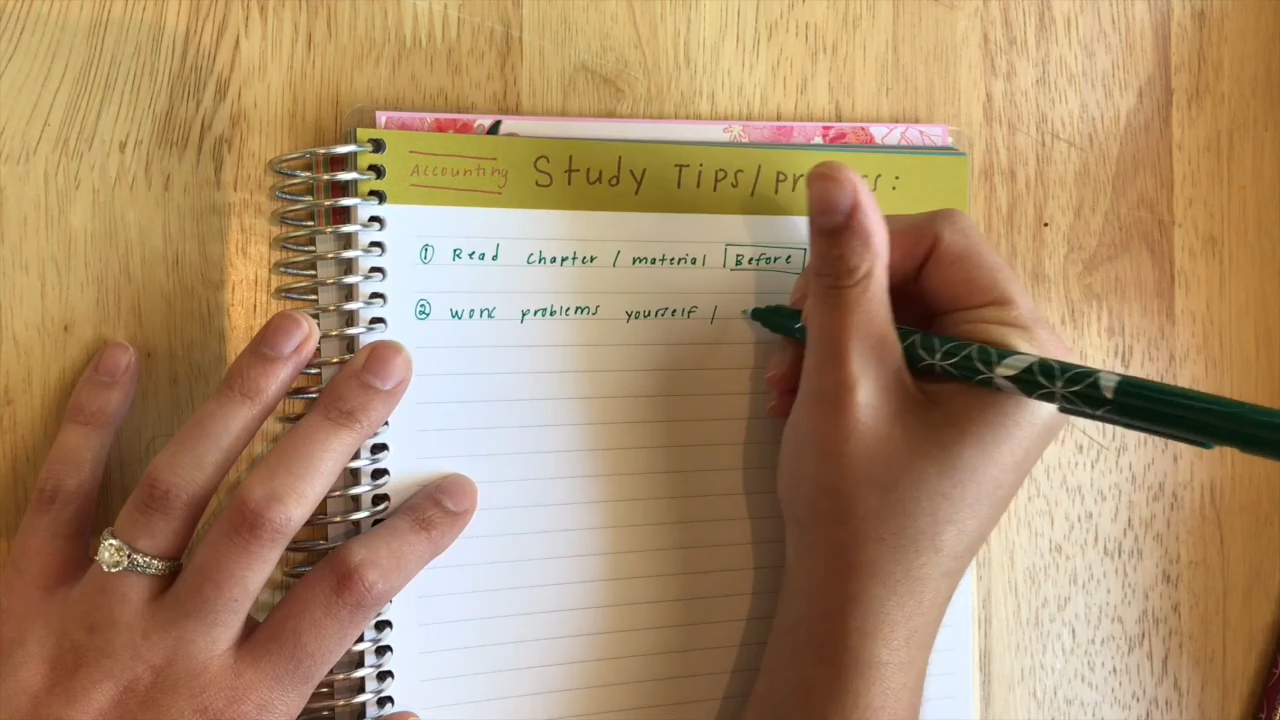 Accounting Study Tips/pr s:
① Read chapter / material Before
② work problems yourself /